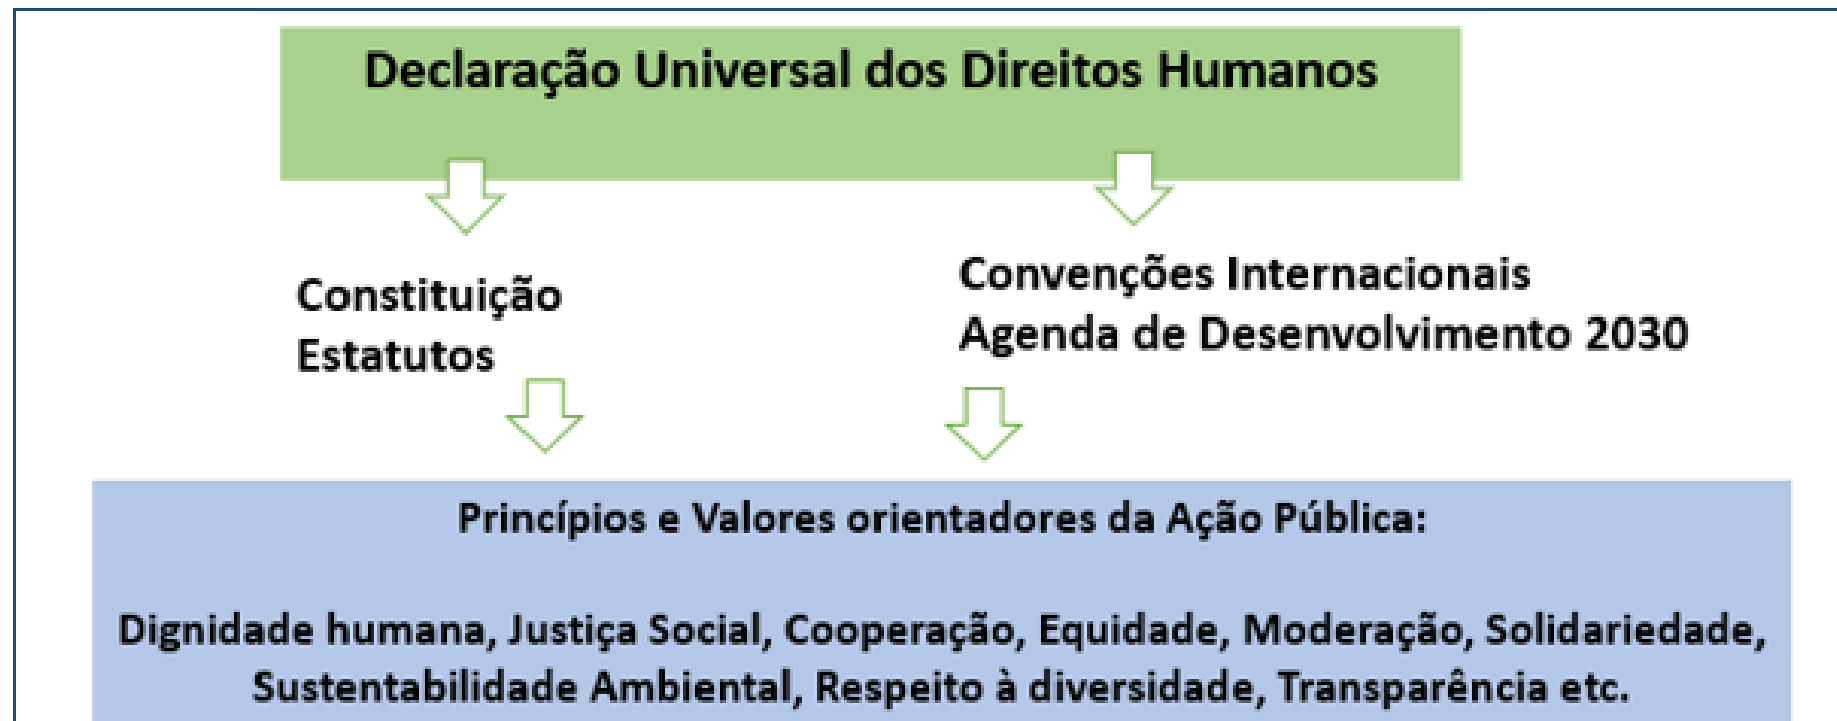 Declaração Universal dos Direitos Humanos
Constituição
Estatutos
Convenções Internacionais
Agenda de Desenvolvimento 2030
Princípios e Valores orientadores da Ação Pública:
Dignidade humana, Justiça Social, Cooperação, Equidade, Moderação, Solidariedade,
Sustentabilidade Ambiental, Respeito à diversidade, Transparência etc.